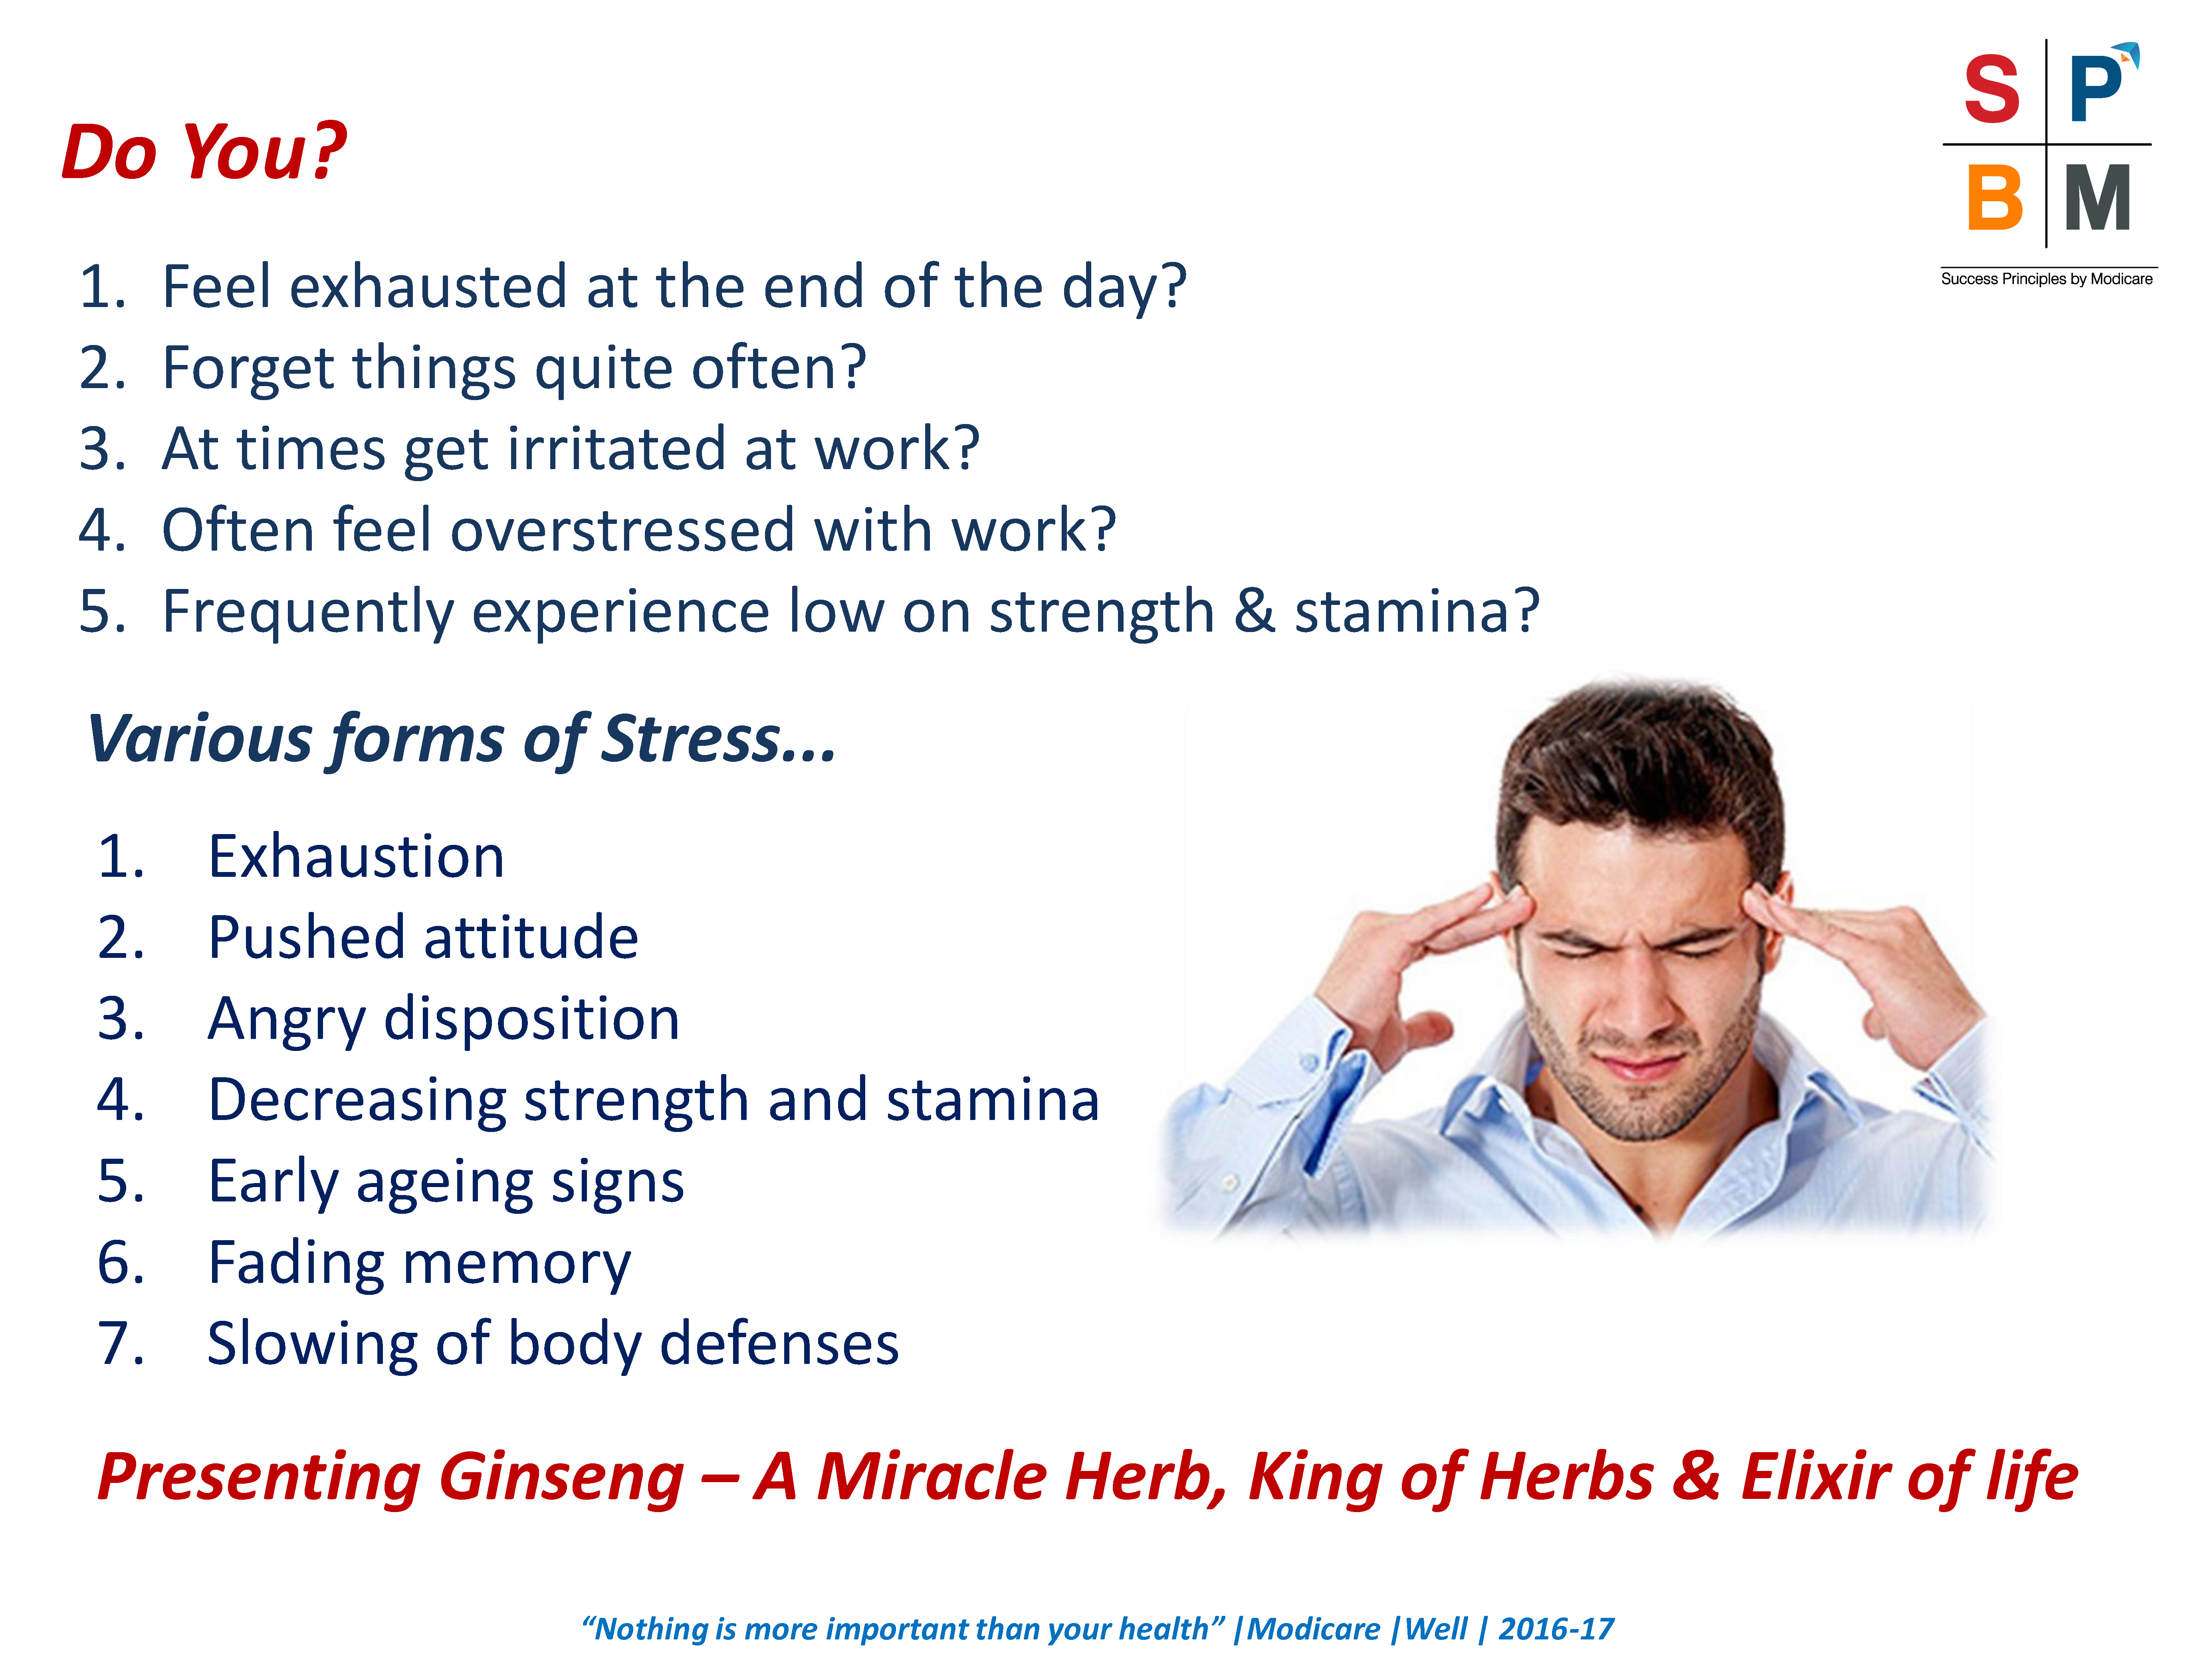 S P
B M
Success Principles by Modicare
Do You?
1. Feel exhausted at the end of the day?
2. Forget things quite often?
3. At times get irritated at work?
4. Often feel overstressed with work?
5. Frequently experience low on strength & stamina?
Various forms of Stress...
1. Exhaustion
2. Pushed attitude
3. Angry disposition
4. Decreasing strength and stamina
5. Early ageing signs
6. Fading memory
7. Slowing of body defenses
Presenting Ginseng – A Miracle Herb, King of Herbs & Elixir of life
“Nothing is more important than your health” |Modicare |Well | 2016-17